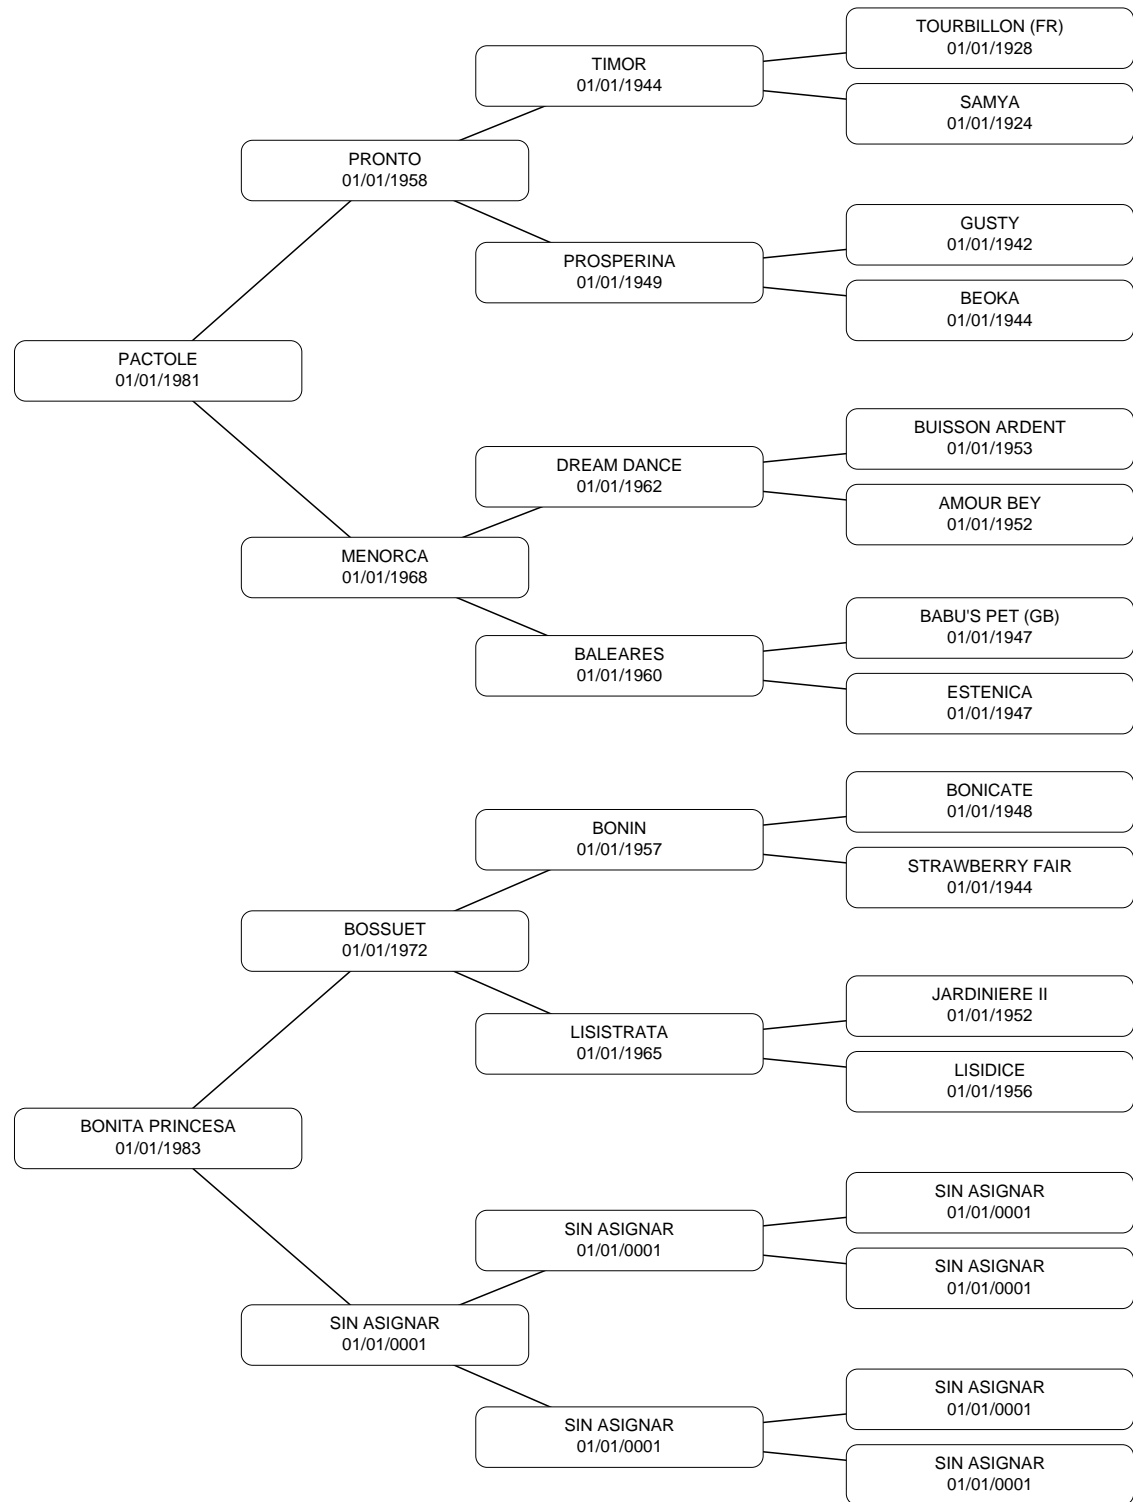 TOURBILLON (FR)
01/01/1928
TIMOR
01/01/1944
SAMYA
01/01/1924
PRONTO
01/01/1958
GUSTY
01/01/1942
PROSPERINA
01/01/1949
BEOKA
01/01/1944
PACTOLE
01/01/1981
BUISSON ARDENT
01/01/1953
DREAM DANCE
01/01/1962
AMOUR BEY
01/01/1952
MENORCA
01/01/1968
BABU'S PET (GB)
01/01/1947
BALEARES
01/01/1960
ESTENICA
01/01/1947
BONICATE
01/01/1948
BONIN
01/01/1957
STRAWBERRY FAIR
01/01/1944
BOSSUET
01/01/1972
JARDINIERE II
01/01/1952
LISISTRATA
01/01/1965
LISIDICE
01/01/1956
BONITA PRINCESA
01/01/1983
SIN ASIGNAR
01/01/0001
SIN ASIGNAR
01/01/0001
SIN ASIGNAR
01/01/0001
SIN ASIGNAR
01/01/0001
SIN ASIGNAR
01/01/0001
SIN ASIGNAR
01/01/0001
SIN ASIGNAR
01/01/0001